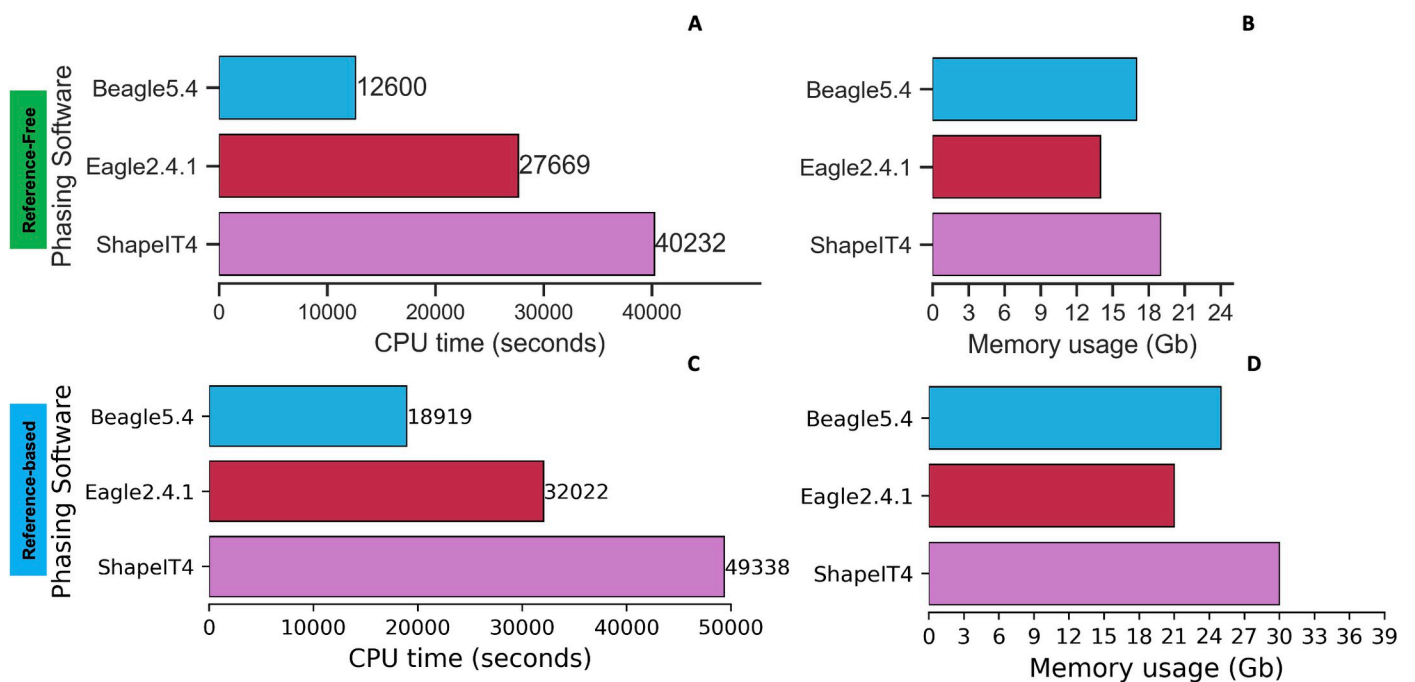 A
Reference-Free
Phasing Software
Beagle5.4
12600
Eagle2.4.1
27669
ShapeIT4
40232
0 10000 20000 30000 40000
CPU time (seconds)
B
Beagle5.4
Eagle2.4.1
ShapeIT4
0 3 6 9 12 15 18 21 24
Memory usage (Gb)
C
Reference-based
Phasing Software
Beagle5.4
18919
Eagle2.4.1
32022
ShapeIT4
49338
0 10000 20000 30000 40000 50000
CPU time (seconds)
D
Beagle5.4
Eagle2.4.1
ShapeIT4
0 3 6 9 12 15 18 21 24 27 30 33 36 39
Memory usage (Gb)